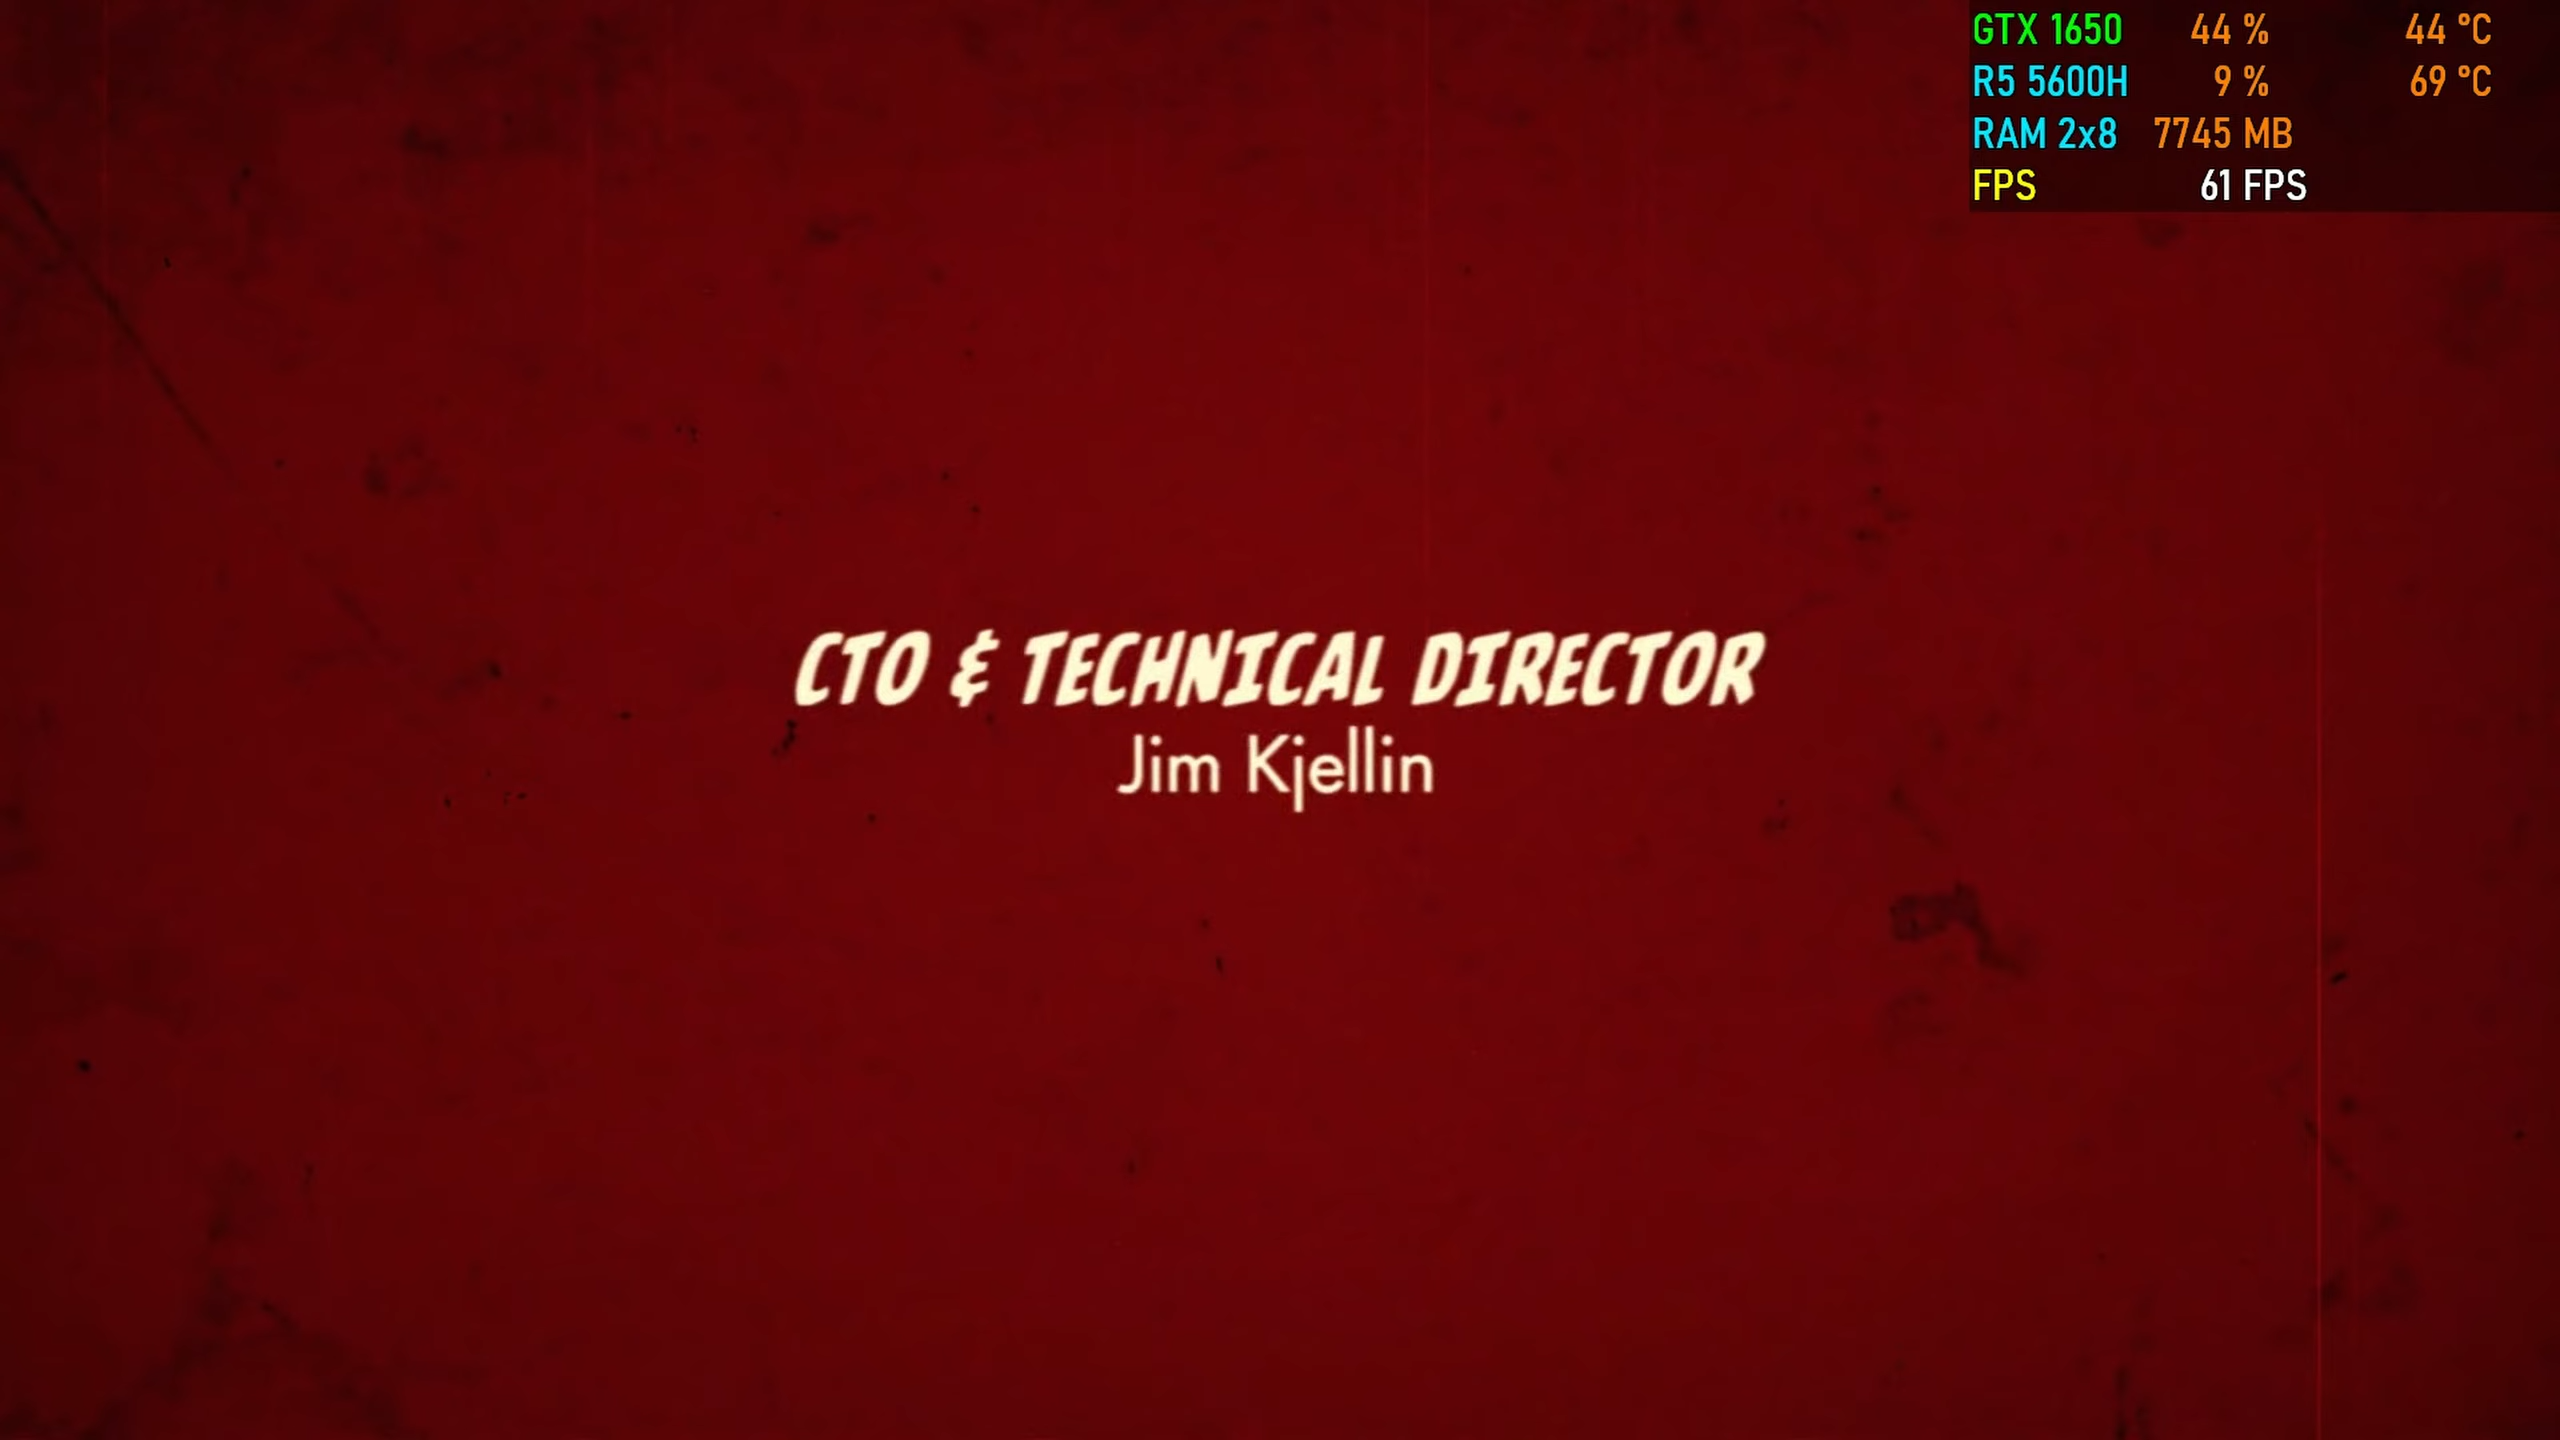 GTX 1650 44 % 44 °C
R5 5600H 9 % 69 °C
RAM 2x8 7745 MB
FPS 61 FPS
CTO & TECHNICAL DIRECTOR
Jim Kjellin